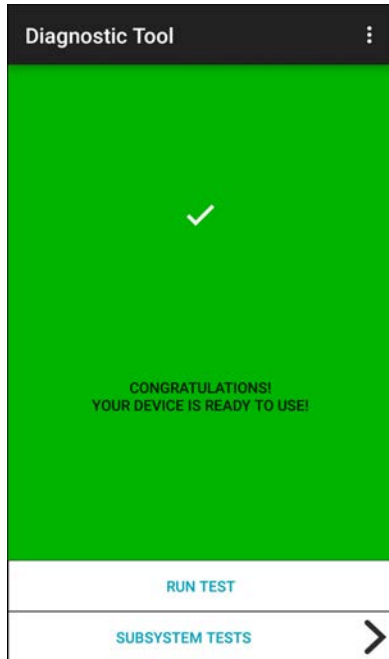 Diagnostic Tool
CONGRATULATIONS!
YOUR DEVICE IS READY TO USE!
RUN TEST
SUBSYSTEM TESTS